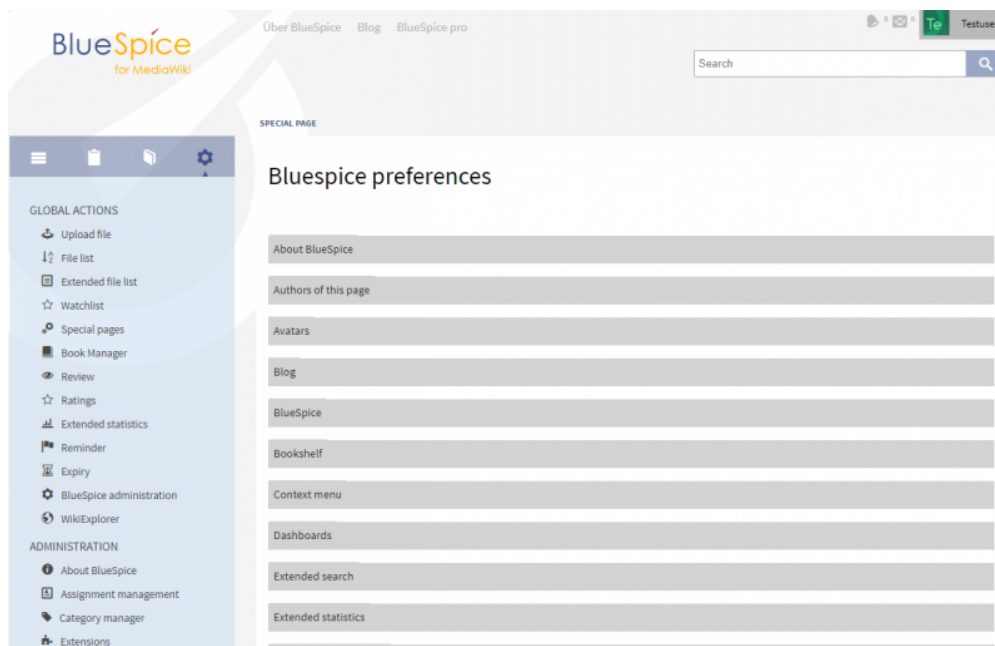 BlueSpice
for MediaWiki
Über BlueSpice Blog BlueSpice pro
Te Testuse
Search
SPECIAL PAGE
Bluespice preferences
GLOBAL ACTIONS
Upload file
File list
Extended file list
Watchlist
Special pages
Book Manager
Review
Ratings
Extended statistics
Reminder
Expiry
BlueSpice administration
WikiExplorer
ADMINISTRATION
About BlueSpice
Assignment management
Category manager
Extensions
About BlueSpice
Authors of this page
Avatars
Blog
BlueSpice
Bookshelf
Context menu
Dashboards
Extended search
Extended statistics